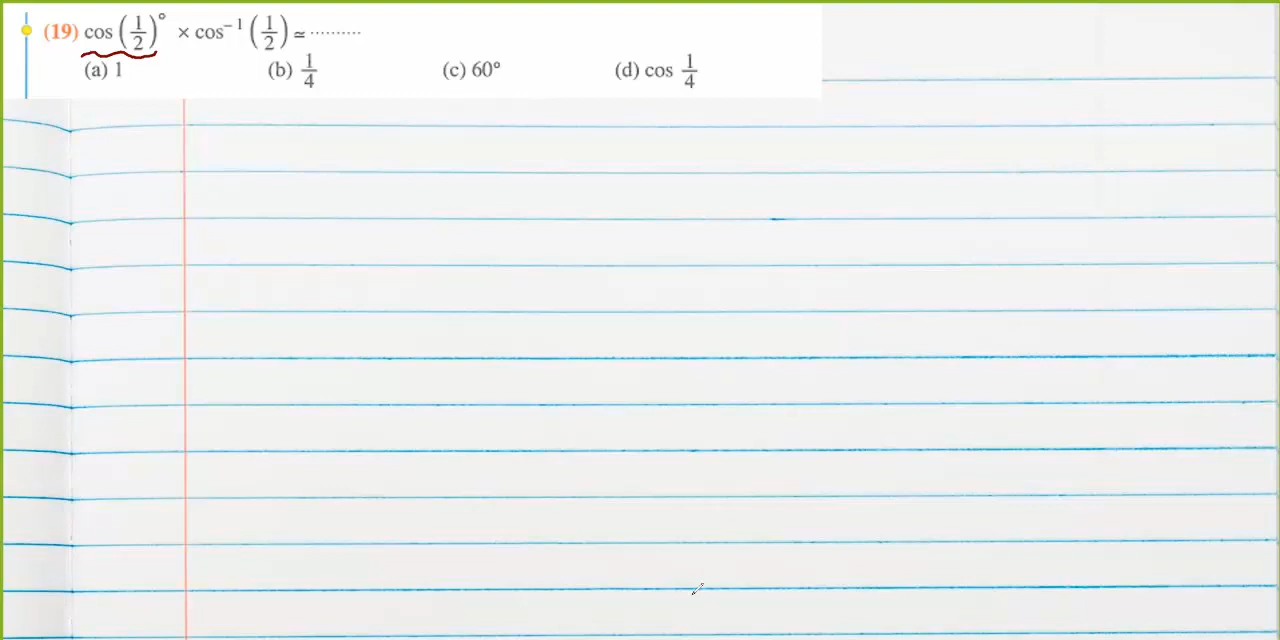 (19) cos (1/2)° × cos⁻¹ (1/2) ≃ ..........
(a) 1 (b) 1/4 (c) 60° (d) cos 1/4